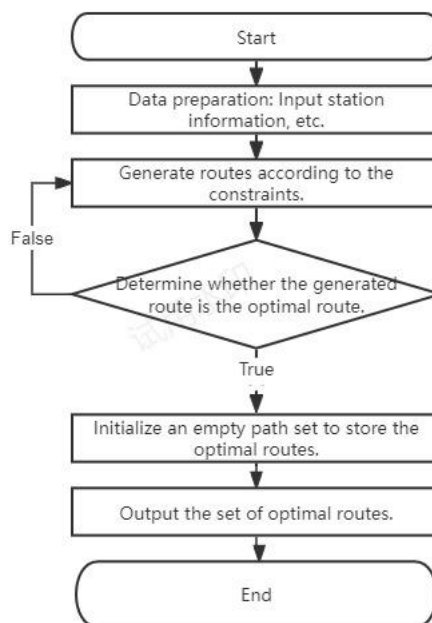 Start
Data preparation: Input station
information, etc.
Generate routes according to the
constraints.
False
Determine whether the generated
route is the optimal route.
True
Initialize an empty path set to store the
optimal routes.
Output the set of optimal routes.
End